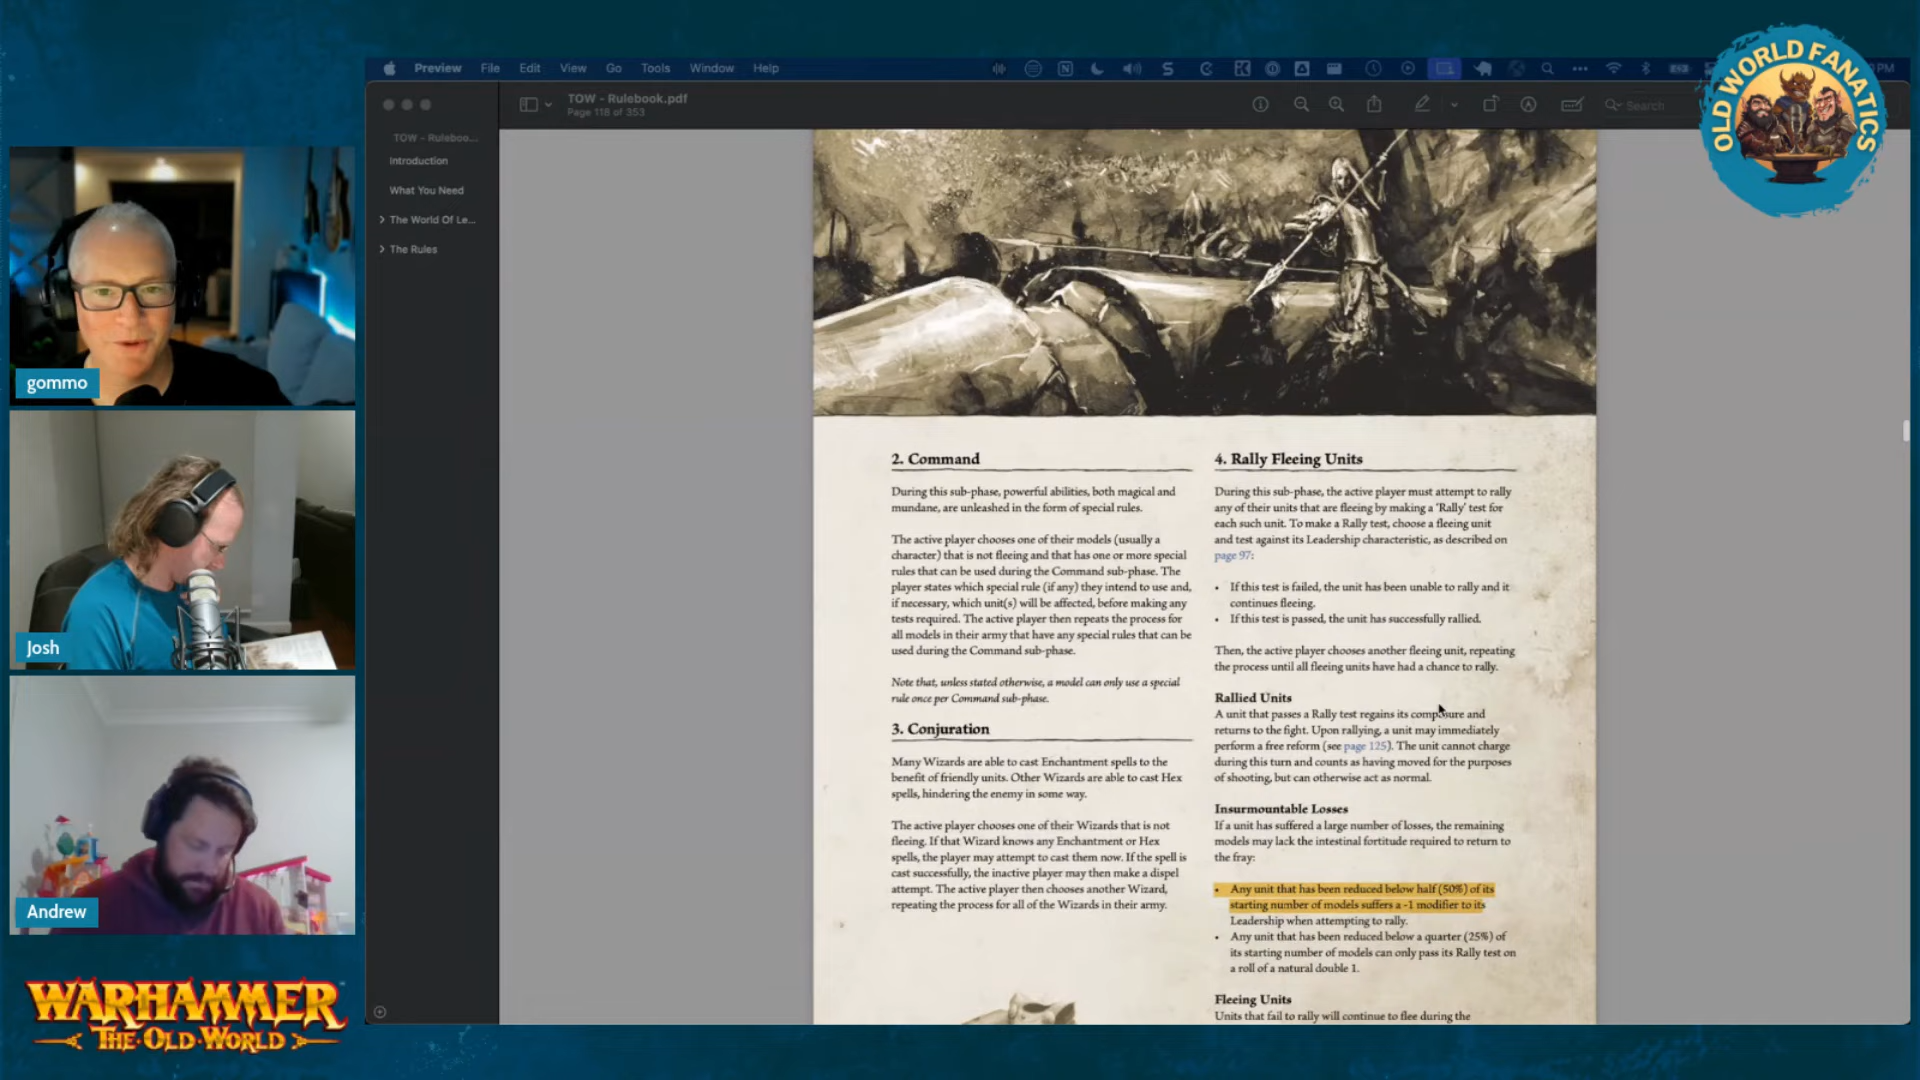 Preview File Edit View Go Tools Window Help
TOW - Rulebook.pdf
Page 118 of 353
Search
TOW - Ruleboo...
Introduction
What You Need
The World Of Le...
The Rules
OLD WORLD FANATICS
gommo
Josh
Andrew
WARHAMMER
THE·OLD·WORLD
2. Command
During this sub-phase, powerful abilities, both magical and
mundane, are unleashed in the form of special rules.
The active player chooses one of their models (usually a
character) that is not fleeing and that has one or more special
rules that can be used during the Command sub-phase. The
player states which special rule (if any) they intend to use and,
if necessary, which unit(s) will be affected, before making any
tests required. The active player then repeats the process for
all models in their army that have any special rules that can be
used during the Command sub-phase.
Note that, unless stated otherwise, a model can only use a special
rule once per Command sub-phase.
3. Conjuration
Many Wizards are able to cast Enchantment spells to the
benefit of friendly units. Other Wizards are able to cast Hex
spells, hindering the enemy in some way.
The active player chooses one of their Wizards that is not
fleeing. If that Wizard knows any Enchantment or Hex
spells, the player may attempt to cast them now. If the spell is
cast successfully, the inactive player may then make a dispel
attempt. The active player then chooses another Wizard,
repeating the process for all of the Wizards in their army.
4. Rally Fleeing Units
During this sub-phase, the active player must attempt to rally
any of their units that are fleeing by making a 'Rally' test for
each such unit. To make a Rally test, choose a fleeing unit
and test against its Leadership characteristic, as described on
page 97:
• If this test is failed, the unit has been unable to rally and it
continues fleeing.
• If this test is passed, the unit has successfully rallied.
Then, the active player chooses another fleeing unit, repeating
the process until all fleeing units have had a chance to rally.
Rallied Units
A unit that passes a Rally test regains its composure and
returns to the fight. Upon rallying, a unit may immediately
perform a free reform (see page 125). The unit cannot charge
during this turn and counts as having moved for the purposes
of shooting, but can otherwise act as normal.
Insurmountable Losses
If a unit has suffered a large number of losses, the remaining
models may lack the intestinal fortitude required to return to
the fray:
• Any unit that has been reduced below half (50%) of its
starting number of models suffers a -1 modifier to its
Leadership when attempting to rally.
• Any unit that has been reduced below a quarter (25%) of
its starting number of models can only pass its Rally test on
a roll of a natural double 1.
Fleeing Units
Units that fail to rally will continue to flee during the